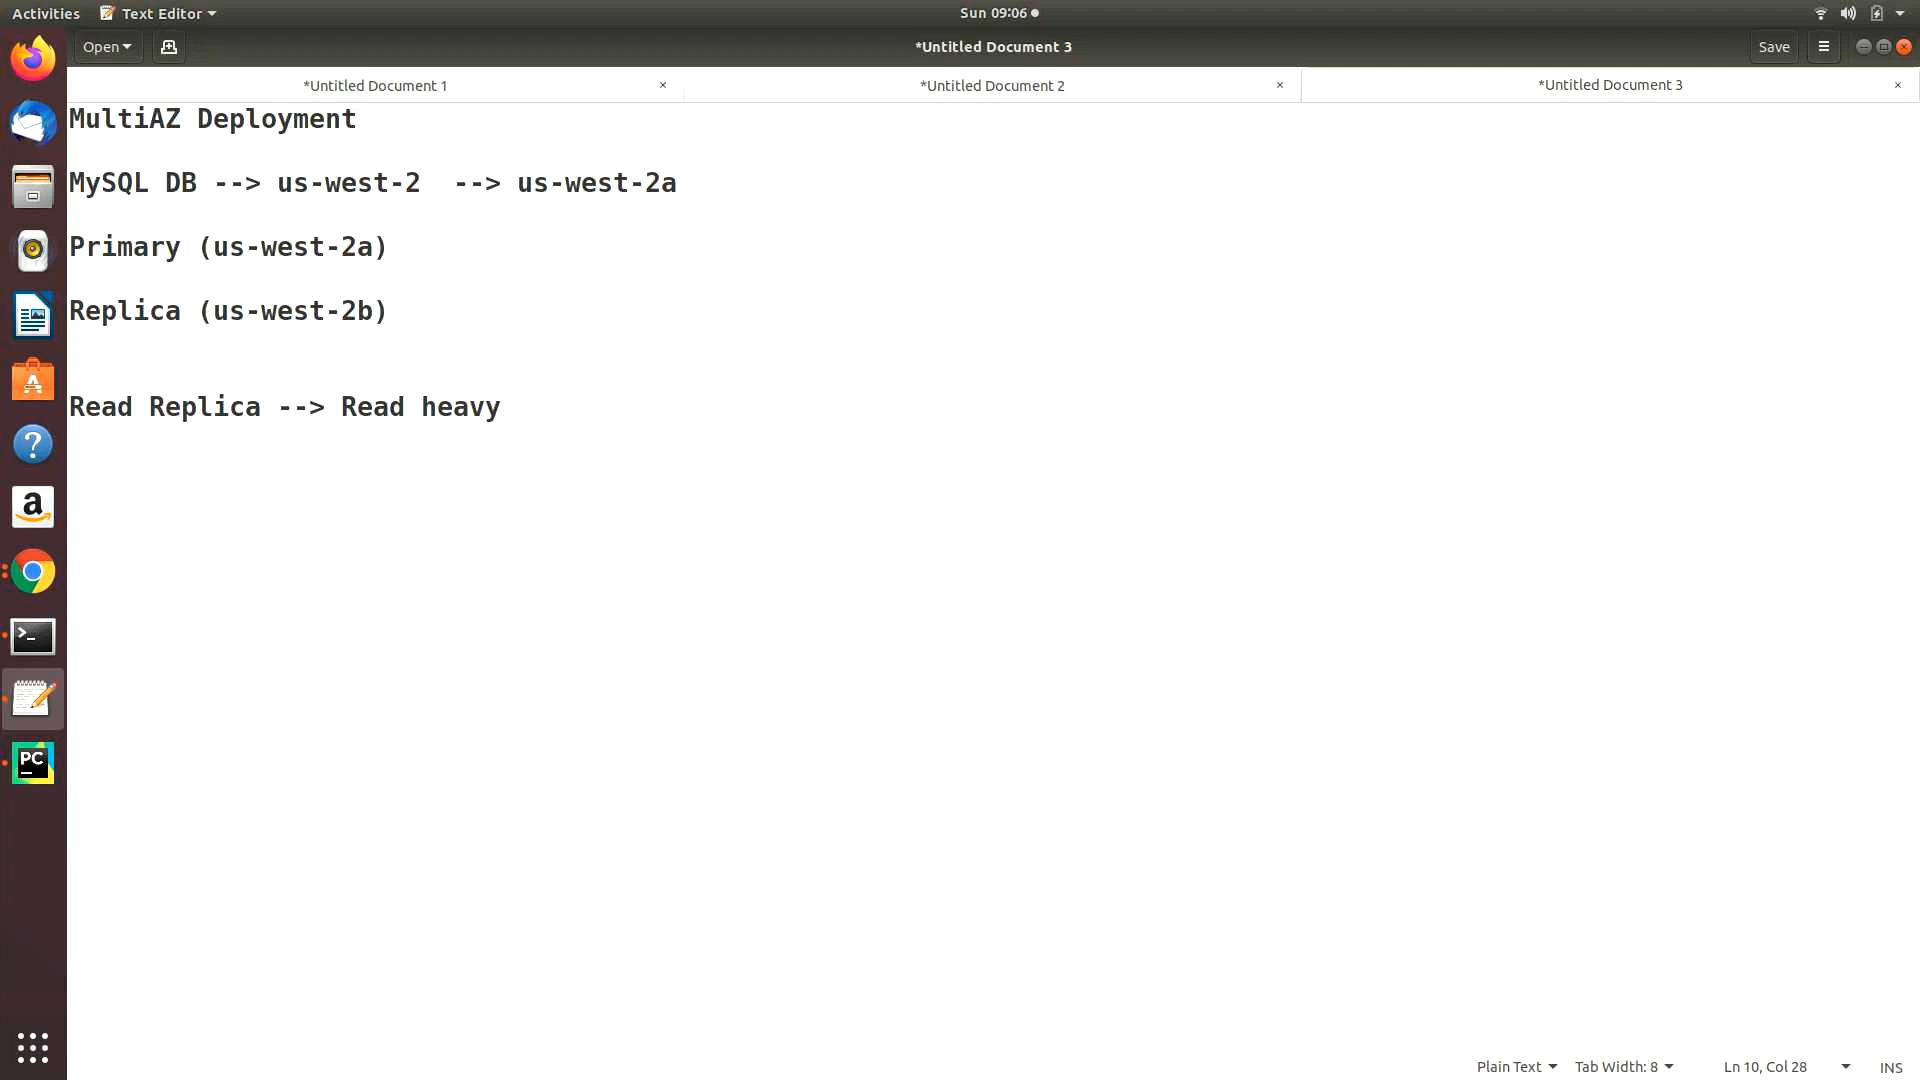 Activities Text Editor Sun 09:06
Open *Untitled Document 3 Save
*Untitled Document 1 × *Untitled Document 2 × *Untitled Document 3 ×
MultiAZ Deployment
MySQL DB --> us-west-2  --> us-west-2a
Primary (us-west-2a)
Replica (us-west-2b)
Read Replica --> Read heavy
Plain Text Tab Width: 8 Ln 10, Col 28 INS